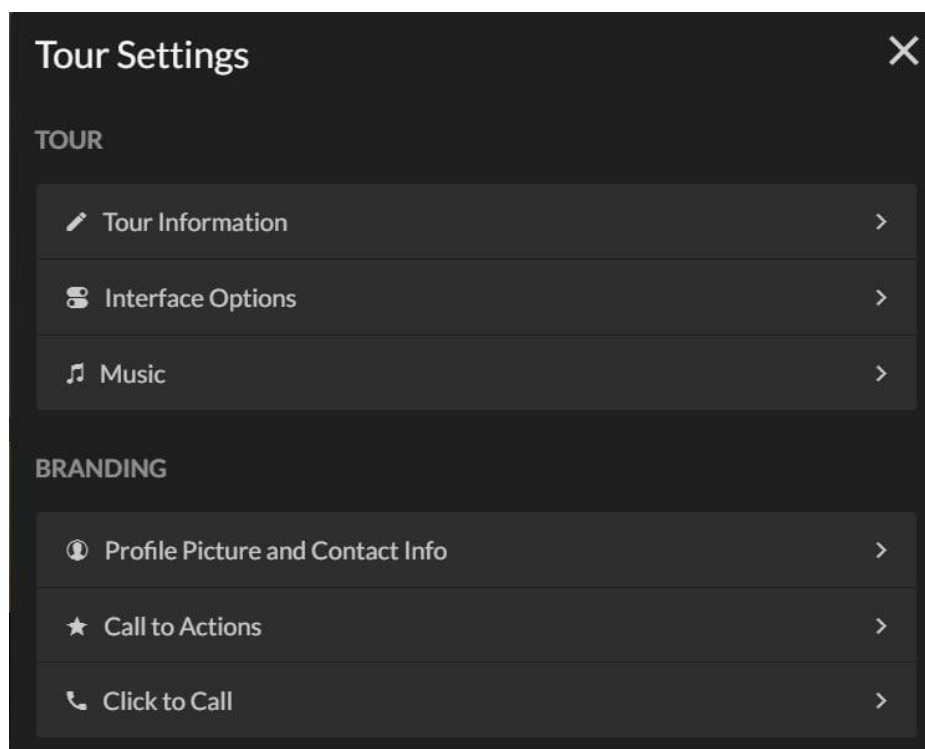 Tour Settings
TOUR
Tour Information
Interface Options
Music
BRANDING
Profile Picture and Contact Info
Call to Actions
Click to Call